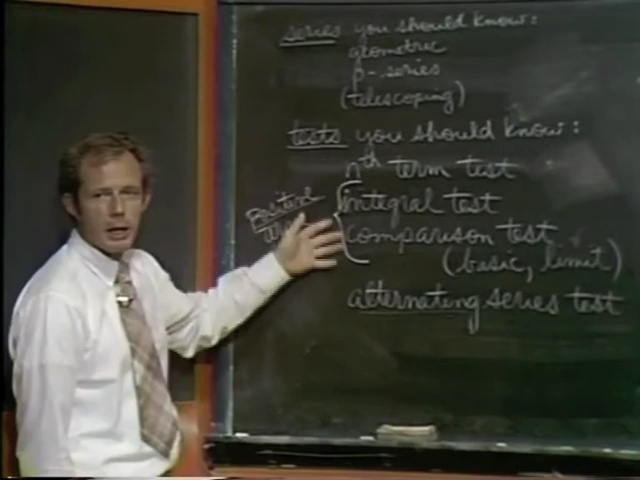 series you should know:
geometric
p-series
(telescoping)
tests you should know:
nth term test
positive
integral test
comparison test
(basic, limit)
alternating series test